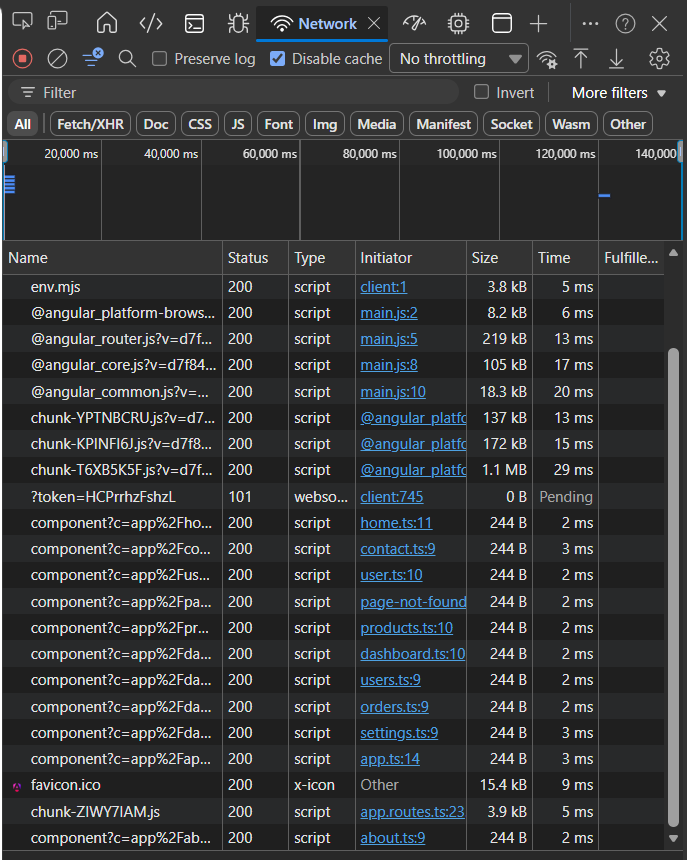 Network
Preserve log Disable cache No throttling
Filter Invert More filters
All Fetch/XHR Doc CSS JS Font Img Media Manifest Socket Wasm Other
20,000 ms 40,000 ms 60,000 ms 80,000 ms 100,000 ms 120,000 ms 140,000
Name Status Type Initiator Size Time Fulfille...
env.mjs 200 script client:1 3.8 kB 5 ms
@angular_platform-brows... 200 script main.js:2 8.2 kB 6 ms
@angular_router.js?v=d7f... 200 script main.js:5 219 kB 13 ms
@angular_core.js?v=d7f84... 200 script main.js:8 105 kB 17 ms
@angular_common.js?v=... 200 script main.js:10 18.3 kB 20 ms
chunk-YPTNBCRU.js?v=d7... 200 script @angular_platfo 137 kB 13 ms
chunk-KPINFI6J.js?v=d7f8... 200 script @angular_platfo 172 kB 15 ms
chunk-T6XB5K5F.js?v=d7f... 200 script @angular_platfo 1.1 MB 29 ms
?token=HCPrrhzFshzL 101 webso... client:745 0 B Pending
component?c=app%2Fho... 200 script home.ts:11 244 B 2 ms
component?c=app%2Fco... 200 script contact.ts:9 244 B 3 ms
component?c=app%2Fus... 200 script user.ts:10 244 B 2 ms
component?c=app%2Fpa... 200 script page-not-found 244 B 2 ms
component?c=app%2Fpr... 200 script products.ts:10 244 B 2 ms
component?c=app%2Fda... 200 script dashboard.ts:10 244 B 2 ms
component?c=app%2Fda... 200 script users.ts:9 244 B 2 ms
component?c=app%2Fda... 200 script orders.ts:9 244 B 2 ms
component?c=app%2Fda... 200 script settings.ts:9 244 B 3 ms
component?c=app%2Fap... 200 script app.ts:14 244 B 3 ms
favicon.ico 200 x-icon Other 15.4 kB 9 ms
chunk-ZIWY7IAM.js 200 script app.routes.ts:23 3.9 kB 5 ms
component?c=app%2Fab... 200 script about.ts:9 244 B 2 ms